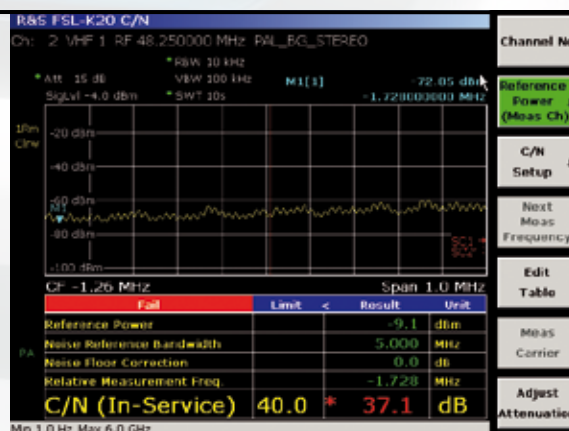 R&S FSL-K20 C/N
Ch: 2 VHF 1 RF 48.250000 MHz PAL_BG_STEREO
* RBW 10 kHz
* Att 15 dB VBW 100 kHz M1[1] -72.05 dBm
SigLvl -4.0 dBm * SWT 10s -1.728000000 MHz
1Rm
Clrw
-20 dBm
-40 dBm
-60 dBm
M1
-80 dBm
-100 dBm
CF -1.26 MHz Span 1.0 MHz
Fail Limit < Result Unit
Reference Power -9.1 dBm
Noise Reference Bandwidth 5.000 MHz
Noise Floor Correction 0.0 dB
Relative Measurement Freq. -1.728 MHz
C/N (In-Service) 40.0 * 37.1 dB
PA
Min 1.0 Hz Max 6.0 GHz
Channel No
Reference
Power
(Meas Ch)
C/N
Setup
Next
Meas
Frequency
Edit
Table
Meas
Carrier
Adjust
Attenuation